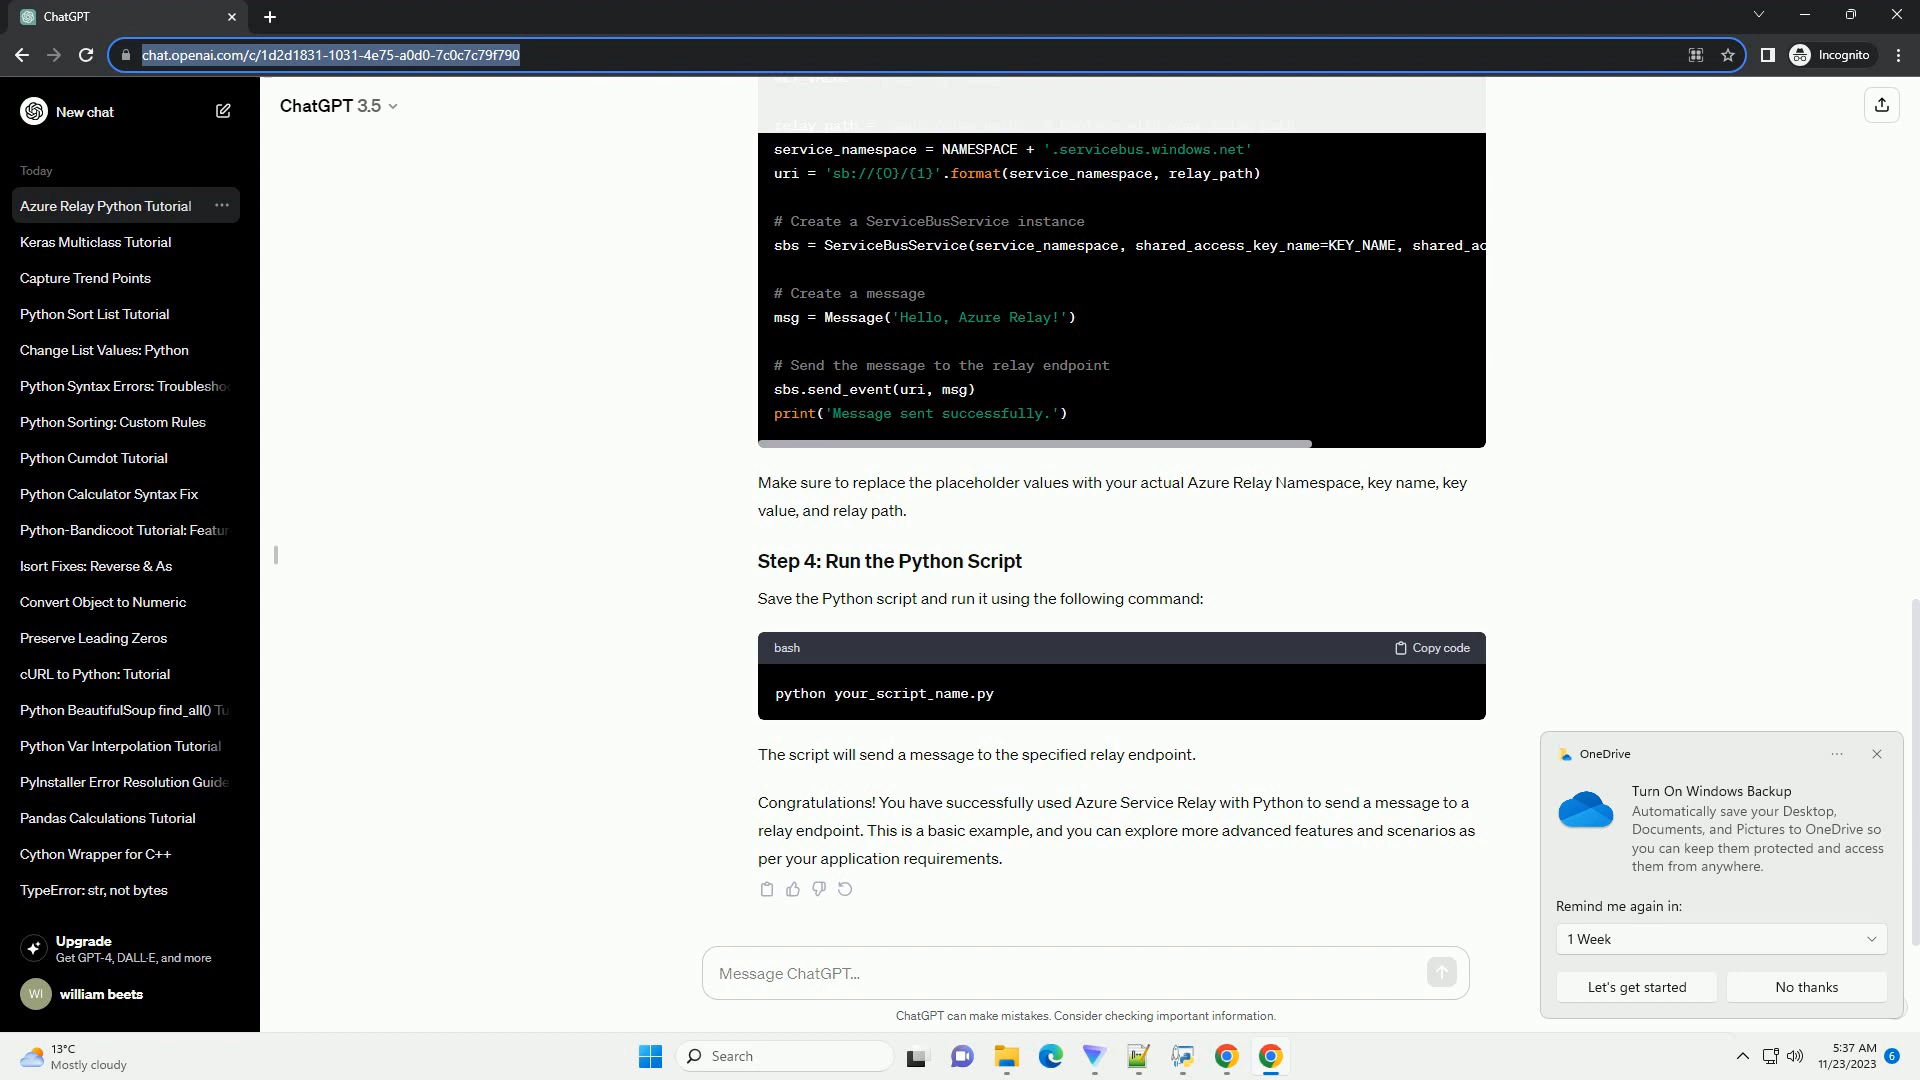 ChatGPT
chat.openai.com/c/1d2d1831-1031-4e75-a0d0-7c0c7c79f790
Incognito
New chat
Today
Azure Relay Python Tutorial
Keras Multiclass Tutorial
Capture Trend Points
Python Sort List Tutorial
Change List Values: Python
Python Syntax Errors: Troublesho
Python Sorting: Custom Rules
Python Cumdot Tutorial
Python Calculator Syntax Fix
Python-Bandicoot Tutorial: Featur
Isort Fixes: Reverse & As
Convert Object to Numeric
Preserve Leading Zeros
cURL to Python: Tutorial
Python BeautifulSoup find_all() Tu
Python Var Interpolation Tutorial
PyInstaller Error Resolution Guide
Pandas Calculations Tutorial
Cython Wrapper for C++
TypeError: str, not bytes
Upgrade
Get GPT-4, DALL·E, and more
WI william beets
ChatGPT 3.5
relay_path =
service_namespace = NAMESPACE + '.servicebus.windows.net'
uri = 'sb://{0}/{1}'.format(service_namespace, relay_path)
# Create a ServiceBusService instance
sbs = ServiceBusService(service_namespace, shared_access_key_name=KEY_NAME, shared_ac
# Create a message
msg = Message('Hello, Azure Relay!')
# Send the message to the relay endpoint
sbs.send_event(uri, msg)
print('Message sent successfully.')
Make sure to replace the placeholder values with your actual Azure Relay Namespace, key name, key
value, and relay path.
Step 4: Run the Python Script
Save the Python script and run it using the following command:
bash
Copy code
python your_script_name.py
The script will send a message to the specified relay endpoint.
Congratulations! You have successfully used Azure Service Relay with Python to send a message to a
relay endpoint. This is a basic example, and you can explore more advanced features and scenarios as
per your application requirements.
Message ChatGPT...
ChatGPT can make mistakes. Consider checking important information.
OneDrive
Turn On Windows Backup
Automatically save your Desktop,
Documents, and Pictures to OneDrive so
you can keep them protected and access
them from anywhere.
Remind me again in:
1 Week
Let's get started
No thanks
13°C
Mostly cloudy
Search
5:37 AM
11/23/2023
6